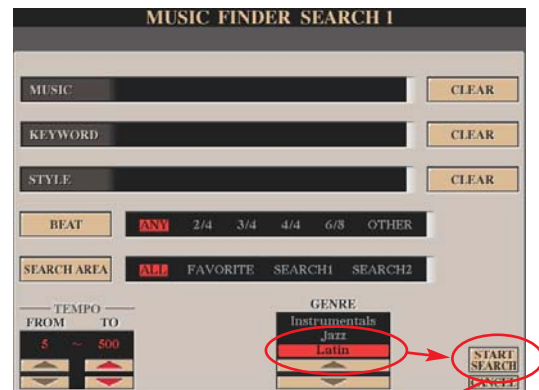 MUSIC FINDER SEARCH 1
MUSIC CLEAR
KEYWORD CLEAR
STYLE CLEAR
BEAT ANY 2/4 3/4 4/4 6/8 OTHER
SEARCH AREA ALL FAVORITE SEARCH1 SEARCH2
TEMPO
FROM TO
5 ~ 500
GENRE
Instrumentals
Jazz
Latin
START
SEARCH
CANCEL